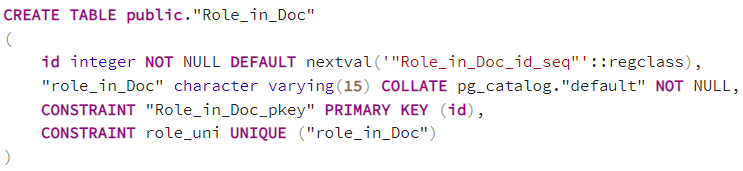 CREATE TABLE public."Role_in_Doc"
(
    id integer NOT NULL DEFAULT nextval('"Role_in_Doc_id_seq"'::regclass),
    "role_in_Doc" character varying(15) COLLATE pg_catalog."default" NOT NULL,
    CONSTRAINT "Role_in_Doc_pkey" PRIMARY KEY (id),
    CONSTRAINT role_uni UNIQUE ("role_in_Doc")
)